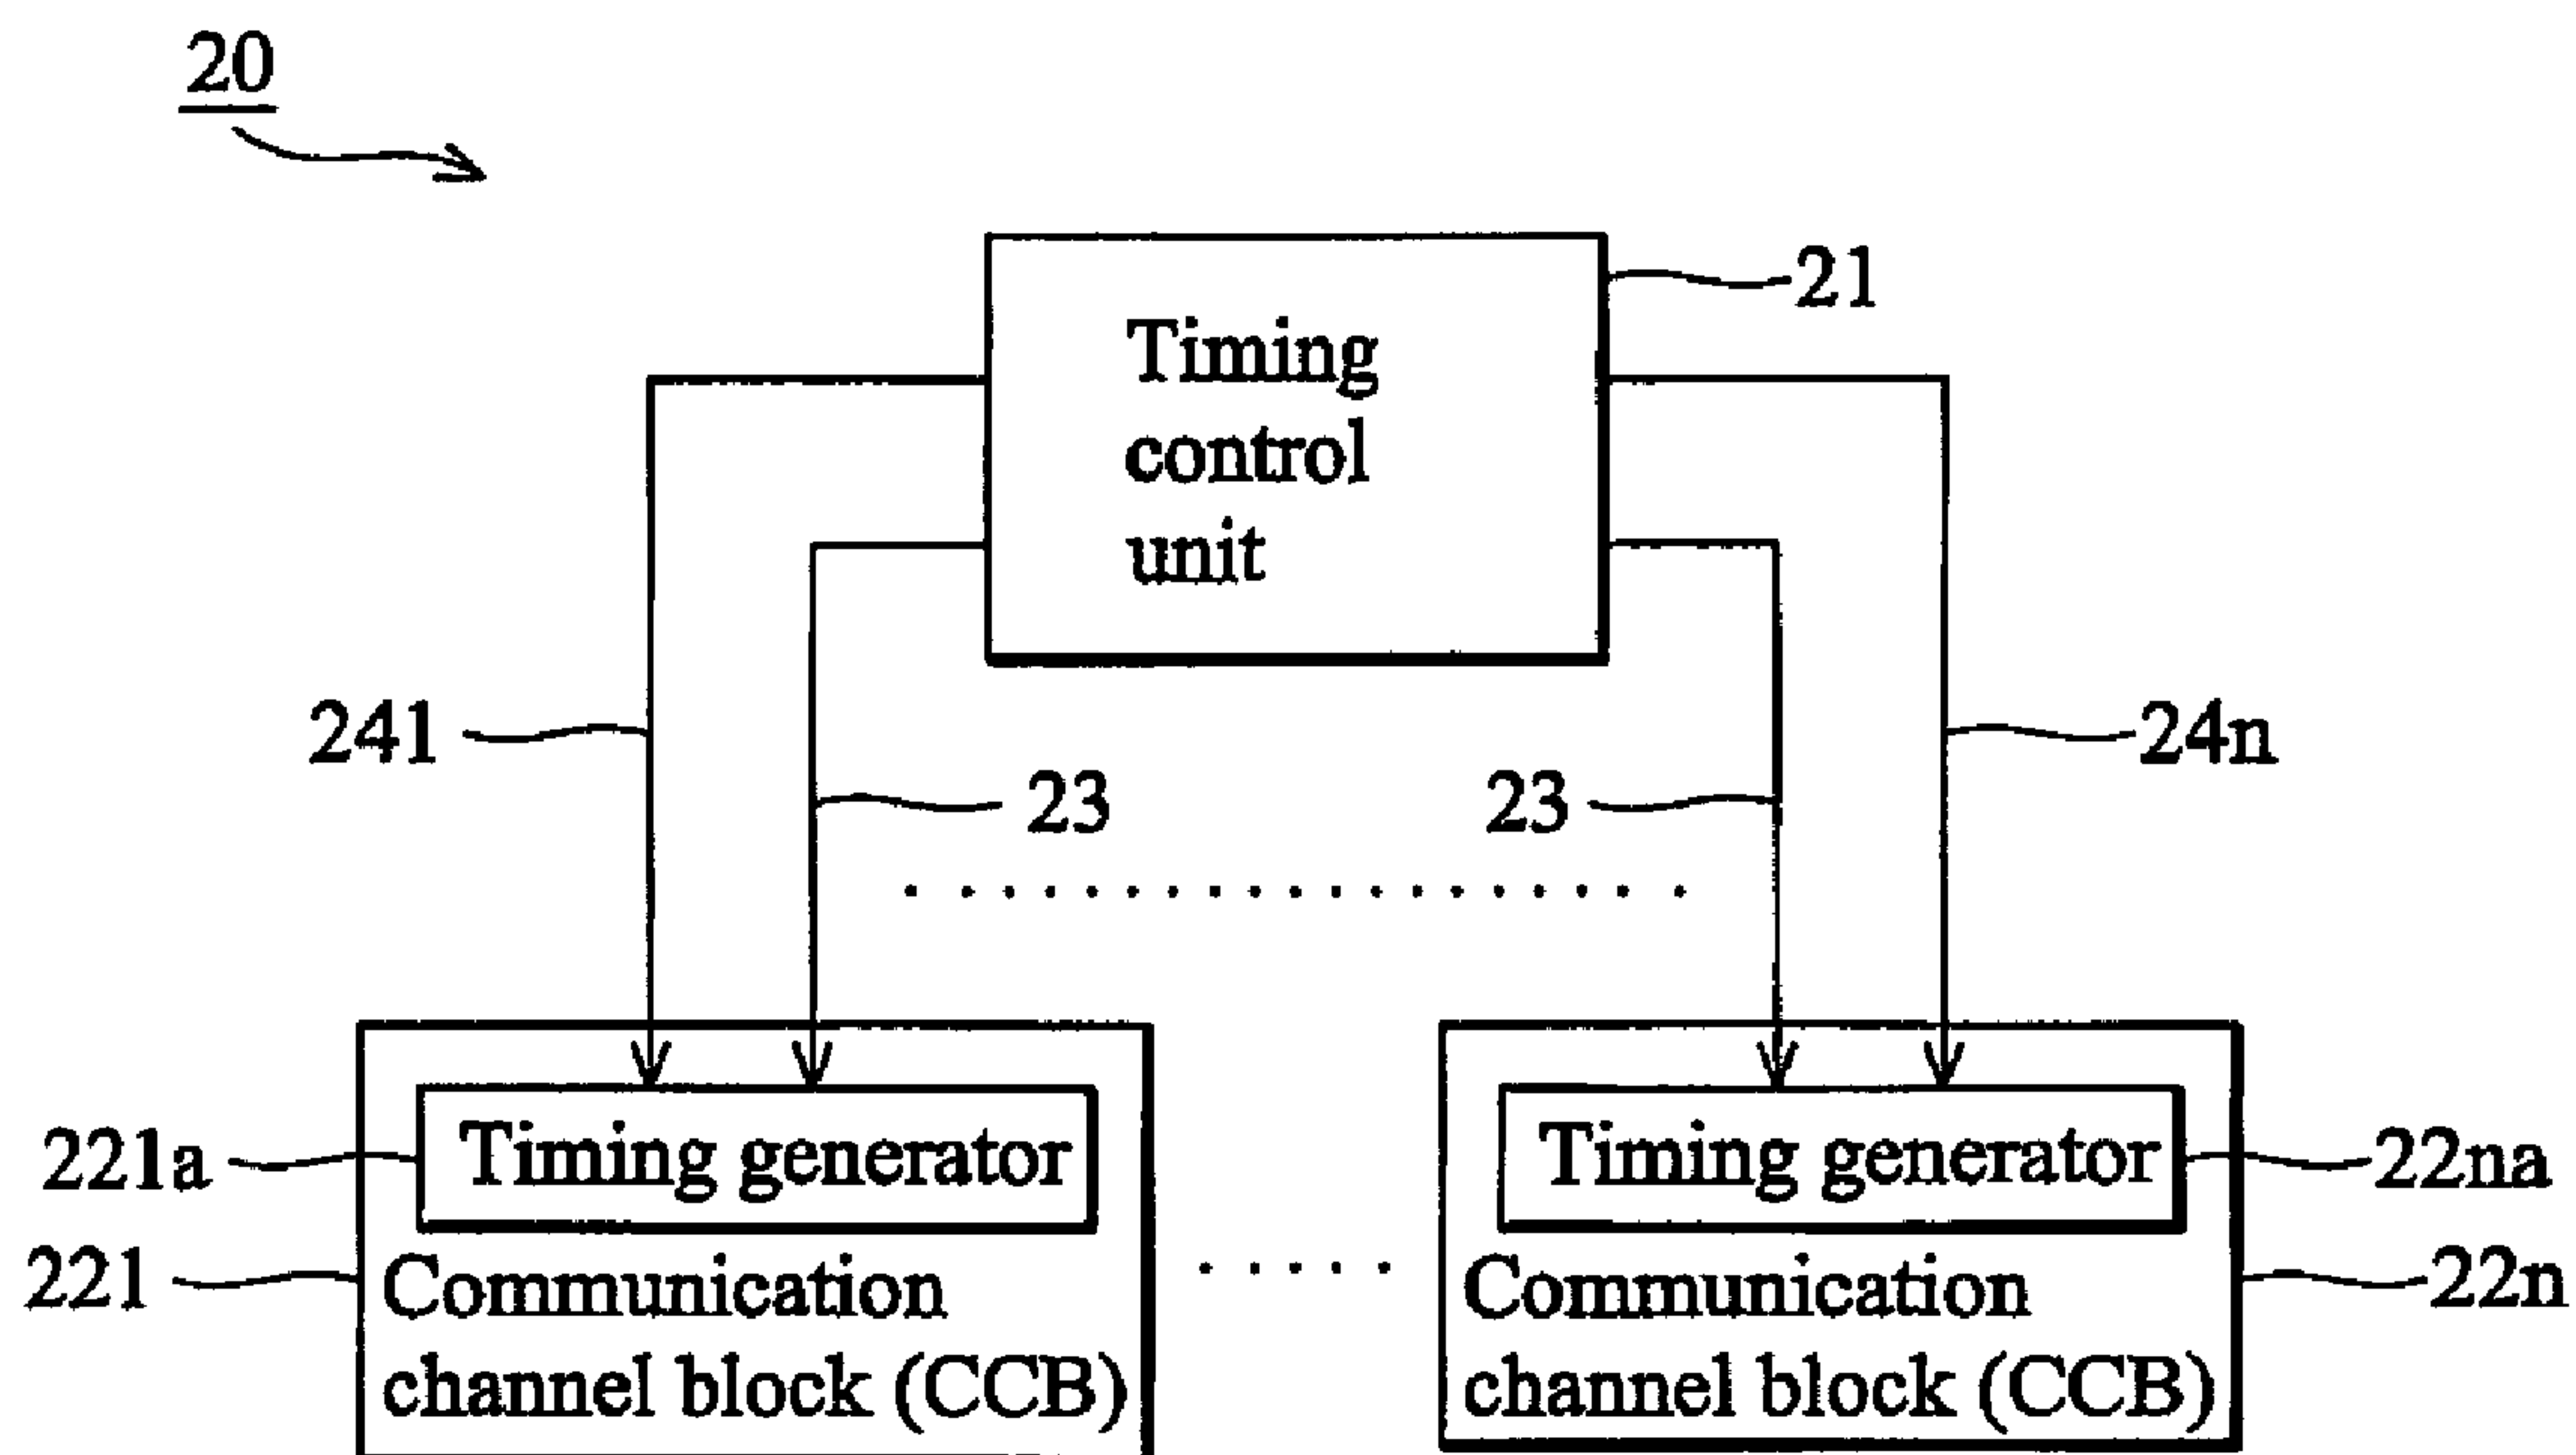 20
21
Timing
control
unit
241
23
23
24n
221a
Timing generator
Timing generator
22na
221
Communication
channel block (CCB)
Communication
channel block (CCB)
22n